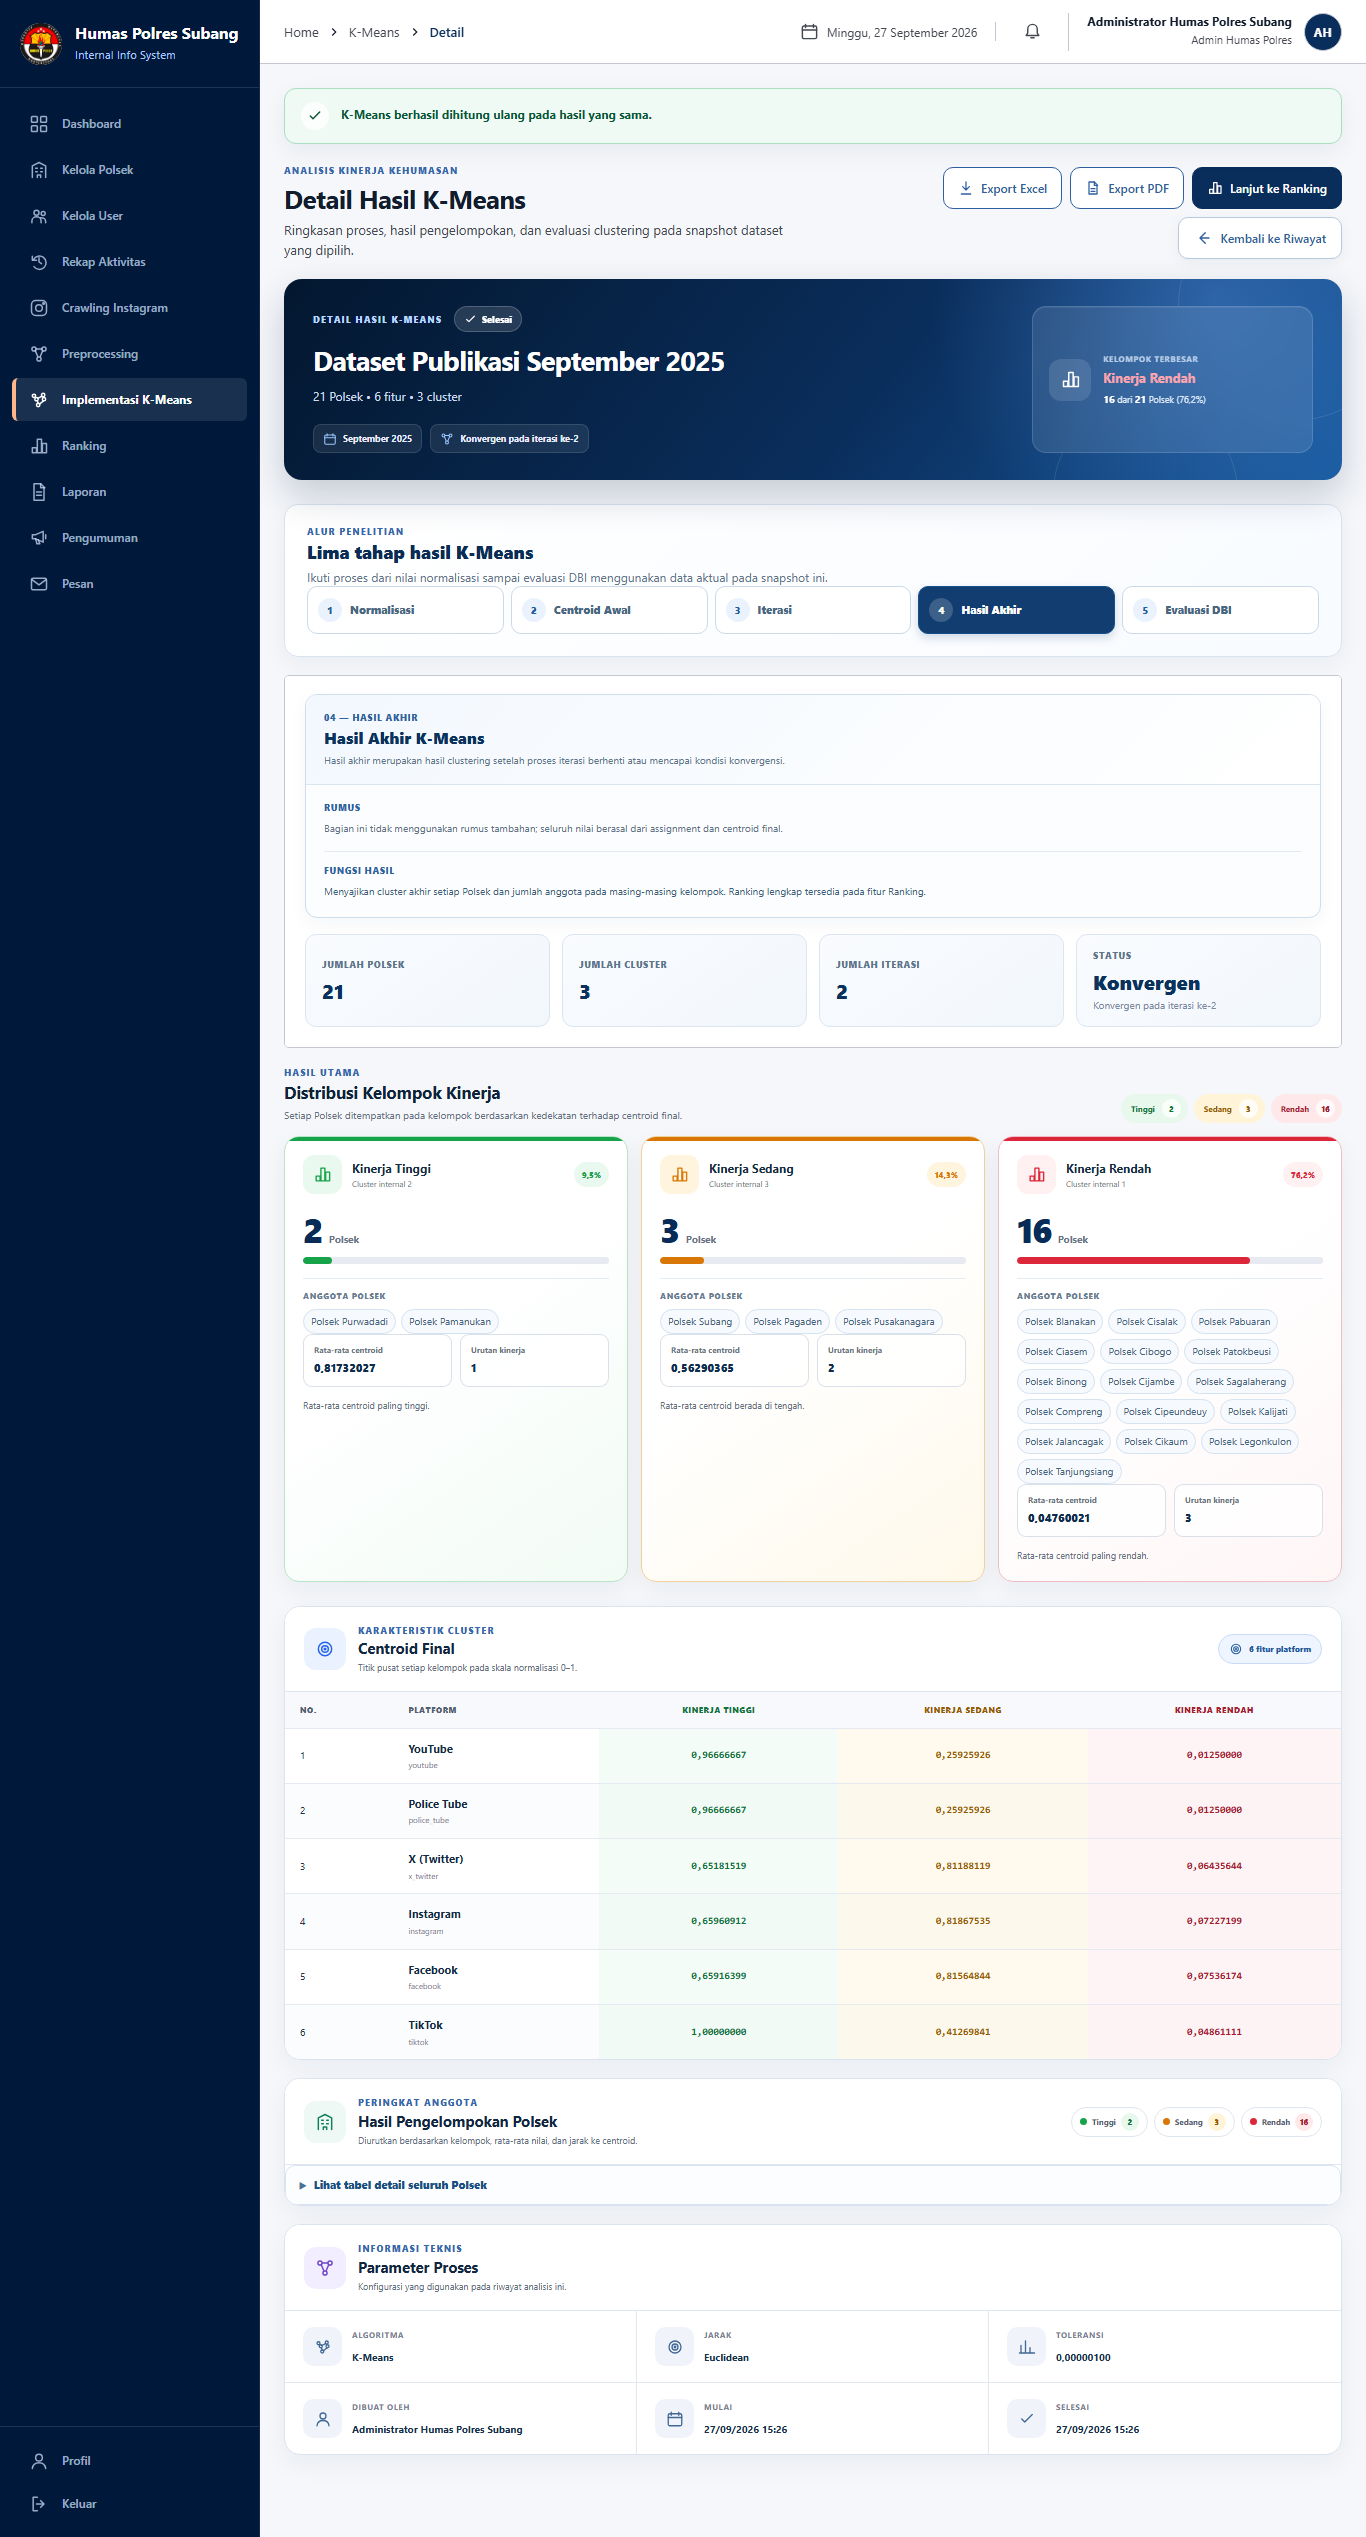 Humas Polres Subang
Internal Info System
Dashboard
Kelola Polsek
Kelola User
Rekap Aktivitas
Crawling Instagram
Preprocessing
Implementasi K-Means
Ranking
Laporan
Pengumuman
Pesan
Profil
Keluar
Home > K-Means > Detail
Minggu, 27 September 2026
Administrator Humas Polres Subang
Admin Humas Polres
AH
K-Means berhasil dihitung ulang pada hasil yang sama.
ANALISIS KINERJA KEHUMASAN
Detail Hasil K-Means
Ringkasan proses, hasil pengelompokan, dan evaluasi clustering pada snapshot dataset
yang dipilih.
Export Excel
Export PDF
Lanjut ke Ranking
Kembali ke Riwayat
DETAIL HASIL K-MEANS
Selesai
Dataset Publikasi September 2025
21 Polsek • 6 fitur • 3 cluster
September 2025
Konvergen pada iterasi ke-2
KELOMPOK TERBESAR
Kinerja Rendah
16 dari 21 Polsek (76,2%)
ALUR PENELITIAN
Lima tahap hasil K-Means
Ikuti proses dari nilai normalisasi sampai evaluasi DBI menggunakan data aktual pada snapshot ini.
1 Normalisasi
2 Centroid Awal
3 Iterasi
4 Hasil Akhir
5 Evaluasi DBI
04 — HASIL AKHIR
Hasil Akhir K-Means
Hasil akhir merupakan hasil clustering setelah proses iterasi berhenti atau mencapai kondisi konvergensi.
RUMUS
Bagian ini tidak menggunakan rumus tambahan; seluruh nilai berasal dari assignment dan centroid final.
FUNGSI HASIL
Menyajikan cluster akhir setiap Polsek dan jumlah anggota pada masing-masing kelompok. Ranking lengkap tersedia pada fitur Ranking.
JUMLAH POLSEK
21
JUMLAH CLUSTER
3
JUMLAH ITERASI
2
STATUS
Konvergen
Konvergen pada iterasi ke-2
HASIL UTAMA
Distribusi Kelompok Kinerja
Setiap Polsek ditempatkan pada kelompok berdasarkan kedekatan terhadap centroid final.
Tinggi 2
Sedang 3
Rendah 16
Kinerja Tinggi
Cluster internal 2
9,5%
2 Polsek
ANGGOTA POLSEK
Polsek Purwadadi
Polsek Pamanukan
Rata-rata centroid
0,81732027
Urutan kinerja
1
Rata-rata centroid paling tinggi.
Kinerja Sedang
Cluster internal 3
14,3%
3 Polsek
ANGGOTA POLSEK
Polsek Subang
Polsek Pagaden
Polsek Pusakanagara
Rata-rata centroid
0,56290365
Urutan kinerja
2
Rata-rata centroid berada di tengah.
Kinerja Rendah
Cluster internal 1
76,2%
16 Polsek
ANGGOTA POLSEK
Polsek Blanakan
Polsek Cisalak
Polsek Pabuaran
Polsek Ciasem
Polsek Cibogo
Polsek Patokbeusi
Polsek Binong
Polsek Cijambe
Polsek Sagalaherang
Polsek Compreng
Polsek Cipeundeuy
Polsek Kalijati
Polsek Jalancagak
Polsek Cikaum
Polsek Legonkulon
Polsek Tanjungsiang
Rata-rata centroid
0,04760021
Urutan kinerja
3
Rata-rata centroid paling rendah.
KARAKTERISTIK CLUSTER
Centroid Final
Titik pusat setiap kelompok pada skala normalisasi 0–1.
6 fitur platform
NO. PLATFORM KINERJA TINGGI KINERJA SEDANG KINERJA RENDAH
1 YouTube 0,96666667 0,25925926 0,01250000
youtube
2 Police Tube 0,96666667 0,25925926 0,01250000
police_tube
3 X (Twitter) 0,65181519 0,81188119 0,06435644
x_twitter
4 Instagram 0,65960912 0,81867535 0,07227199
instagram
5 Facebook 0,65916399 0,81564844 0,07536174
facebook
6 TikTok 1,00000000 0,41269841 0,04861111
tiktok
PERINGKAT ANGGOTA
Hasil Pengelompokan Polsek
Diurutkan berdasarkan kelompok, rata-rata nilai, dan jarak ke centroid.
Tinggi 2
Sedang 3
Rendah 16
Lihat tabel detail seluruh Polsek
INFORMASI TEKNIS
Parameter Proses
Konfigurasi yang digunakan pada riwayat analisis ini.
ALGORITMA
K-Means
JARAK
Euclidean
TOLERANSI
0,00000100
DIBUAT OLEH
Administrator Humas Polres Subang
MULAI
27/09/2026 15:26
SELESAI
27/09/2026 15:26